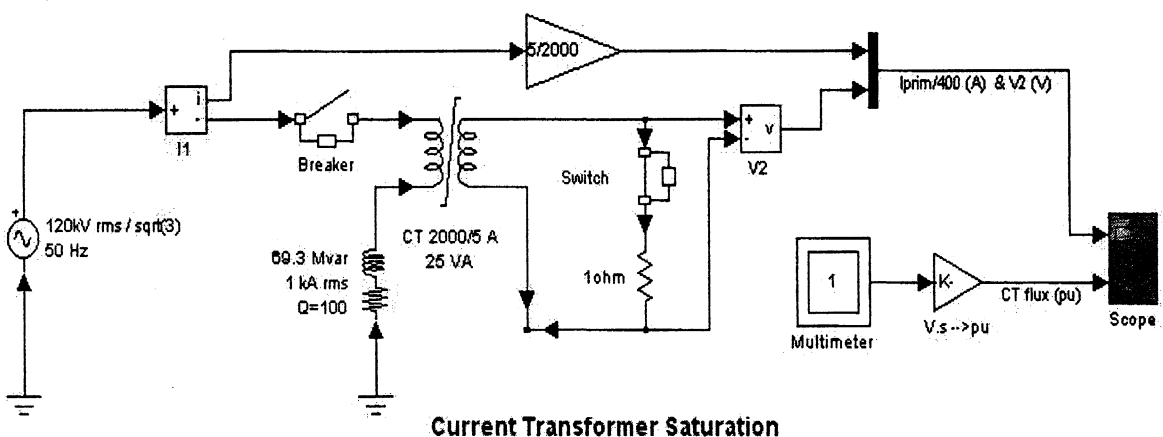 5/2000
Iprim/400 (A) & V2 (V)
+ i
-
I1
Breaker
+
-
v
V2
Switch
+
120kV rms / sqrt(3)
50 Hz
CT 2000/5 A
25 VA
69.3 Mvar
1 kA rms
Q=100
1ohm
1
Multimeter
K-
V.s-->pu
CT flux (pu)
Scope
Current Transformer Saturation